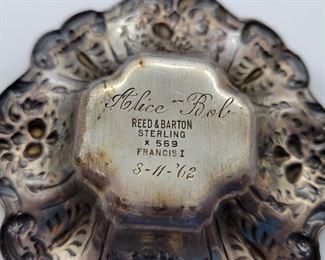 Alice ~ Bob
REED & BARTON
STERLING
X 569
FRANCIS I
8-11-'62